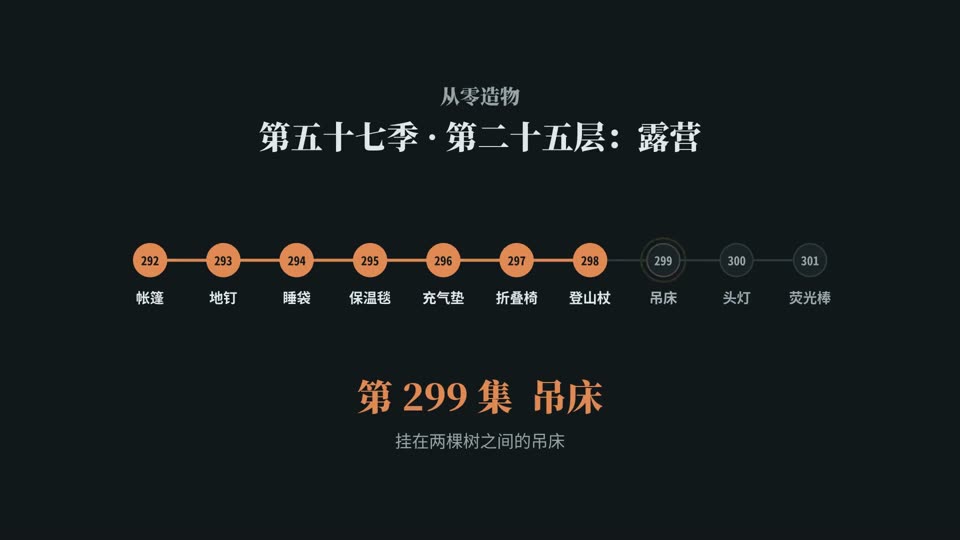 从零造物
第五十七季 · 第二十五层：露营
292 293 294 295 296 297 298 299 300 301
帐篷 地钉 睡袋 保温毯 充气垫 折叠椅 登山杖 吊床 头灯 荧光棒
第 299 集 吊床
挂在两棵树之间的吊床